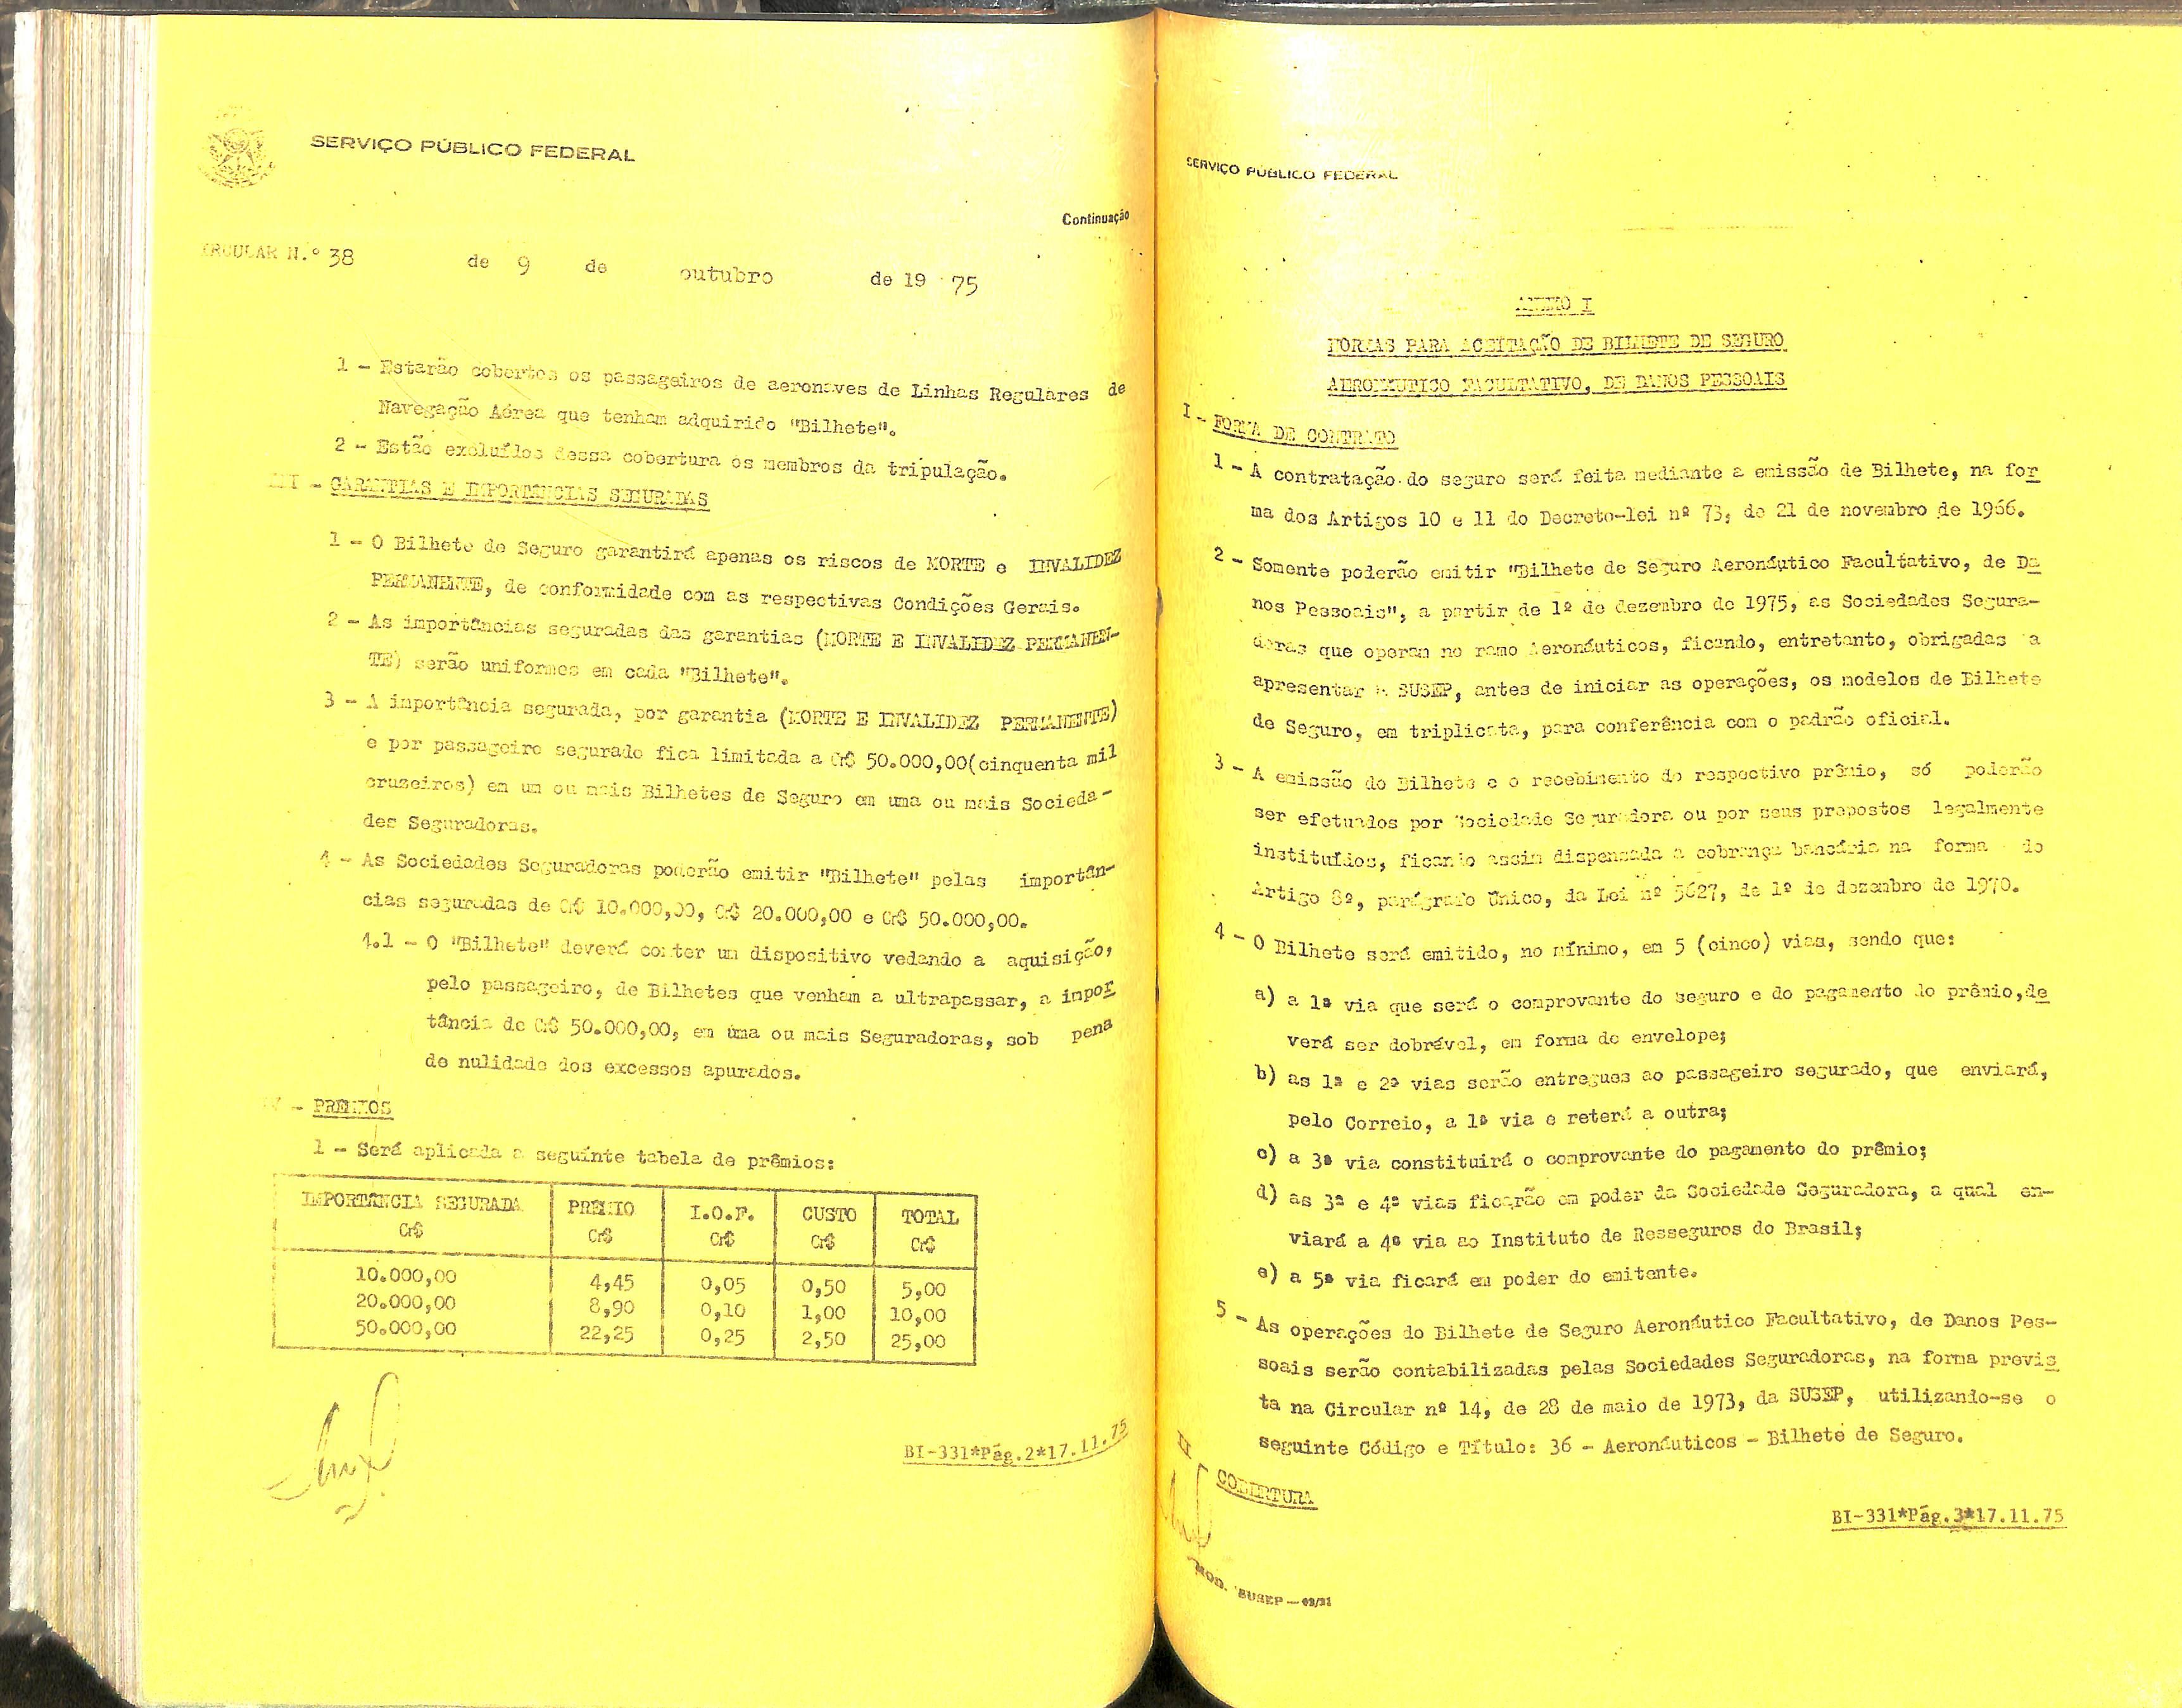 SERVIÇO PÚBLICO FEDERAL
Continuação
IRCULAR N.º 38 de 9 de outubro de 19 75
1 - Estarão cobertos os passageiros de aeronaves de Linhas Regulares de
Navegação Aérea que tenham adquirido "Bilhete".
2 - Estão excluídos dessa cobertura os membros da tripulação.
III - GARANTIAS E IMPORTÂNCIAS SEGURADAS
1 - O Bilhete de Seguro garantirá apenas os riscos de MORTE e INVALIDEZ
PERMANENTE, de conformidade com as respectivas Condições Gerais.
2 - As importâncias seguradas das garantias (MORTE E INVALIDEZ PERMANEN-
TE) serão uniformes em cada "Bilhete".
3 - A importância segurada, por garantia (MORTE E INVALIDEZ PERMANENTE)
e por passageiro segurado fica limitada a Cr$ 50.000,00(cinquenta mil
cruzeiros) em um ou mais Bilhetes de Seguro em uma ou mais Socieda-
des Seguradoras.
4 - As Sociedades Seguradoras poderão emitir "Bilhete" pelas importân-
cias seguradas de Cr$ 10.000,00, Cr$ 20.000,00 e Cr$ 50.000,00.
4.1 - O "Bilhete" deverá conter um dispositivo vedando a aquisição,
pelo passageiro, de Bilhetes que venham a ultrapassar, a impor
tância de Cr$ 50.000,00, em uma ou mais Seguradoras, sob pena
de nulidade dos excessos apurados.
- PRÊMIOS
1 - Será aplicada a seguinte tabela de prêmios:
IMPORTÂNCIA SEGURADA PRÊMIO I.O.F. CUSTO TOTAL
Cr$ Cr$ Cr$ Cr$ Cr$
10.000,00 4,45 0,05 0,50 5,00
20.000,00 8,90 0,10 1,00 10,00
50.000,00 22,25 0,25 2,50 25,00
BI-331*Pág.2*17.11.75
SERVIÇO PÚBLICO FEDERAL
ANEXO I
NORMAS PARA ACEITAÇÃO DE BILHETE DE SEGURO
AERONÁUTICO FACULTATIVO, DE DANOS PESSOAIS
I - FORMA DE CONTRATO
1 - A contratação do seguro será feita mediante a emissão de Bilhete, na for
ma dos Artigos 10 e 11 do Decreto-lei nº 73, de 21 de novembro de 1966.
2 - Somente poderão emitir "Bilhete de Seguro Aeronáutico Facultativo, de Da
nos Pessoais", a partir de 1º de dezembro de 1975, as Sociedades Segura-
doras que operam no ramo Aeronáuticos, ficando, entretanto, obrigadas a
apresentar à SUSEP, antes de iniciar as operações, os modelos de Bilhete
de Seguro, em triplicata, para conferência com o padrão oficial.
3 - A emissão do Bilhete e o recebimento do respectivo prêmio, só poderão
ser efetuados por Sociedade Seguradora ou por seus prepostos legalmente
instituídos, ficando assim dispensada a cobrança bancária na forma do
Artigo 8º, parágrafo Único, da Lei nº 5627, de 1º de dezembro de 1970.
4 - O Bilhete será emitido, no mínimo, em 5 (cinco) vias, sendo que:
a) a 1ª via que será o comprovante do seguro e do pagamento do prêmio,de
verá ser dobrável, em forma de envelope;
b) as 1ª e 2ª vias serão entregues ao passageiro segurado, que enviará,
pelo Correio, a 1ª via e reterá a outra;
c) a 3ª via constituirá o comprovante do pagamento do prêmio;
d) as 3ª e 4ª vias ficarão em poder da Sociedade Seguradora, a qual en-
viará a 4ª via ao Instituto de Resseguros do Brasil;
e) a 5ª via ficará em poder do emitente.
5 - As operações do Bilhete de Seguro Aeronáutico Facultativo, de Danos Pes-
soais serão contabilizadas pelas Sociedades Seguradoras, na forma previs
ta na Circular nº 14, de 28 de maio de 1973, da SUSEP, utilizando-se o
seguinte Código e Título: 36 - Aeronáuticos - Bilhete de Seguro.
II - COBERTURA
BI-331*Pág.3*17.11.75
MOD. SUSEP